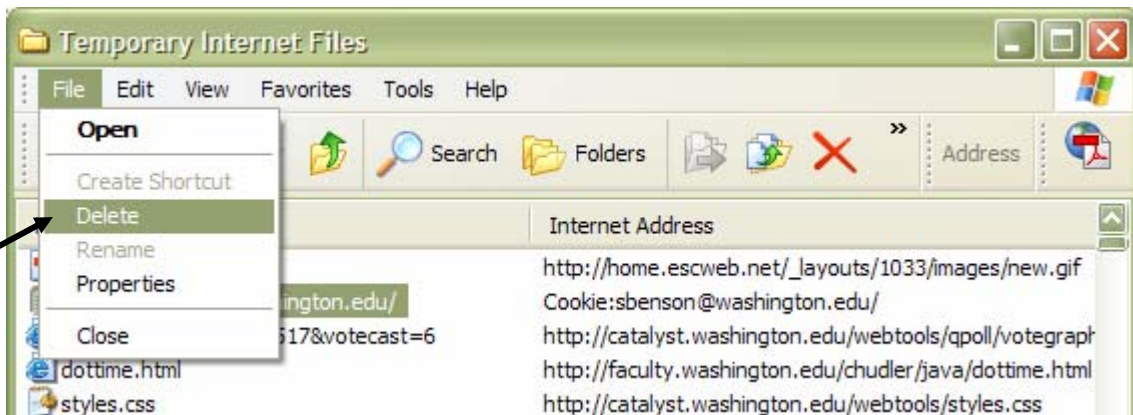 Temporary Internet Files
File Edit View Favorites Tools Help
Open
Create Shortcut
Delete
Rename
Properties
Close
Search Folders » Address
Internet Address
http://home.escweb.net/_layouts/1033/images/new.gif
ington.edu/ Cookie:sbenson@washington.edu/
517&votecast=6 http://catalyst.washington.edu/webtools/qpoll/votegraph
dottime.html http://faculty.washington.edu/chudler/java/dottime.html
styles.css http://catalyst.washington.edu/webtools/styles.css